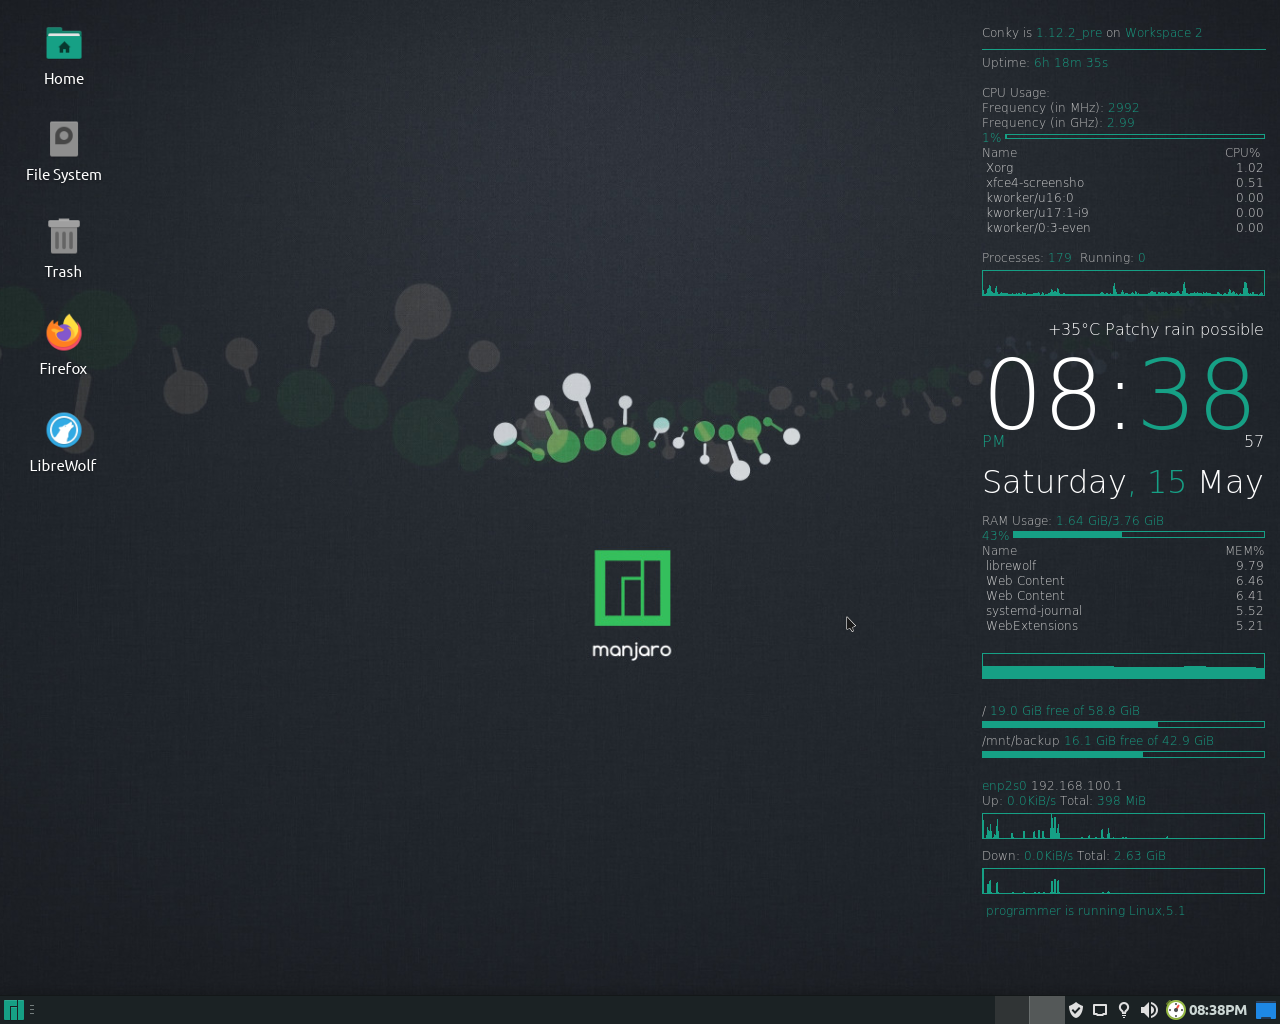 Home
File System
Trash
Firefox
LibreWolf
manjaro
Conky is 1.12.2_pre on Workspace 2
Uptime: 6h 18m 35s
CPU Usage:
Frequency (in MHz): 2992
Frequency (in GHz): 2.99
1%
Name CPU%
Xorg 1.02
xfce4-screensho 0.51
kworker/u16:0 0.00
kworker/u17:1-i9 0.00
kworker/0:3-even 0.00
Processes: 179 Running: 0
+35°C Patchy rain possible
08:38
PM 57
Saturday, 15 May
RAM Usage: 1.64 GiB/3.76 GiB
43%
Name MEM%
librewolf 9.79
Web Content 6.46
Web Content 6.41
systemd-journal 5.52
WebExtensions 5.21
/ 19.0 GiB free of 58.8 GiB
/mnt/backup 16.1 GiB free of 42.9 GiB
enp2s0 192.168.100.1
Up: 0.0KiB/s Total: 398 MiB
Down: 0.0KiB/s Total: 2.63 GiB
programmer is running Linux,5.1
08:38PM